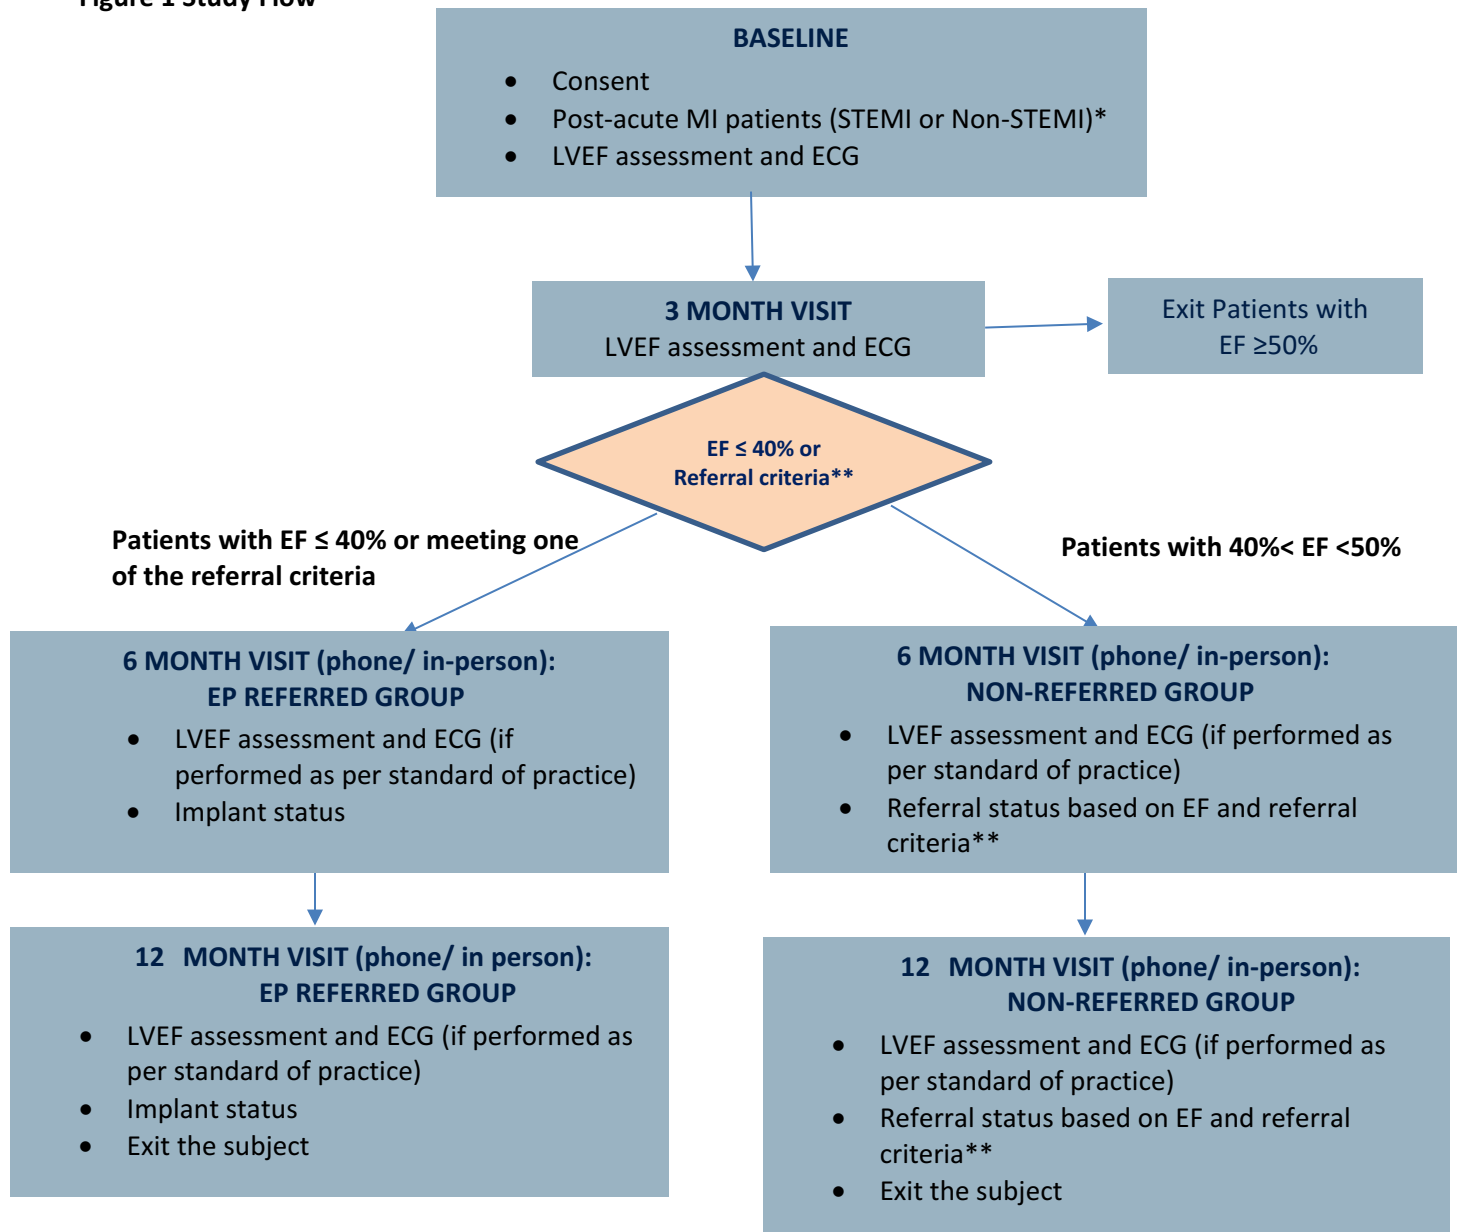 Figure 1 Study Flow
BASELINE
• Consent
• Post-acute MI patients (STEMI or Non-STEMI)*
• LVEF assessment and ECG
3 MONTH VISIT
LVEF assessment and ECG
Exit Patients with
EF ≥50%
EF ≤ 40% or
Referral criteria**
Patients with EF ≤ 40% or meeting one
of the referral criteria
Patients with 40%< EF <50%
6 MONTH VISIT (phone/ in-person):
EP REFERRED GROUP
• LVEF assessment and ECG (if
performed as per standard of practice)
• Implant status
6 MONTH VISIT (phone/ in-person):
NON-REFERRED GROUP
• LVEF assessment and ECG (if performed as
per standard of practice)
• Referral status based on EF and referral
criteria**
12 MONTH VISIT (phone/ in person):
EP REFERRED GROUP
• LVEF assessment and ECG (if performed as
per standard of practice)
• Implant status
• Exit the subject
12 MONTH VISIT (phone/ in-person):
NON-REFERRED GROUP
• LVEF assessment and ECG (if performed as
per standard of practice)
• Referral status based on EF and referral
criteria**
• Exit the subject